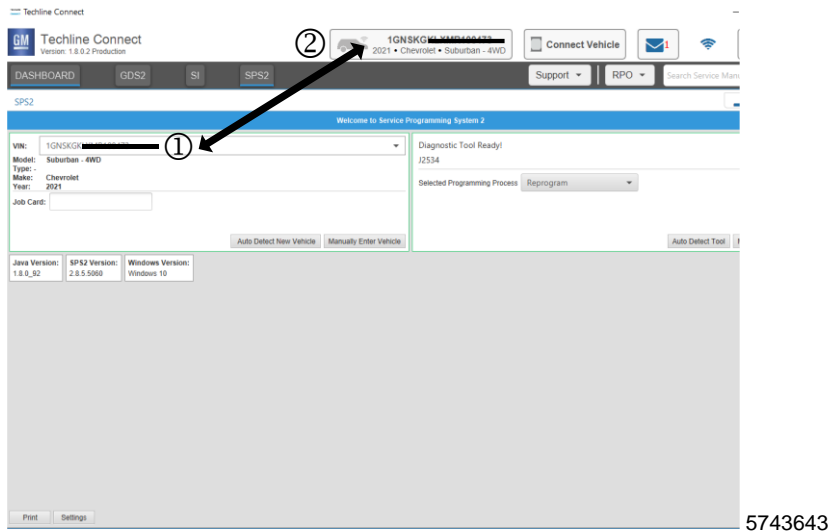 Techline Connect
GM Techline Connect
Version: 1.8.0.2 Production
② 1GNSKG
2021 • Chevrolet • Suburban - 4WD
Connect Vehicle
1
DASHBOARD GDS2 SI SPS2 Support RPO Search Service Man
SPS2
Welcome to Service Programming System 2
VIN: 1GNSKG ①
Model: Suburban - 4WD
Type: -
Make: Chevrolet
Year: 2021
Job Card:
Auto Detect New Vehicle Manually Enter Vehicle
Diagnostic Tool Ready!
J2534
Selected Programming Process Reprogram
Auto Detect Tool
Java Version: SPS2 Version: Windows Version:
1.8.0_92 2.8.5.5060 Windows 10
Print Settings
5743643